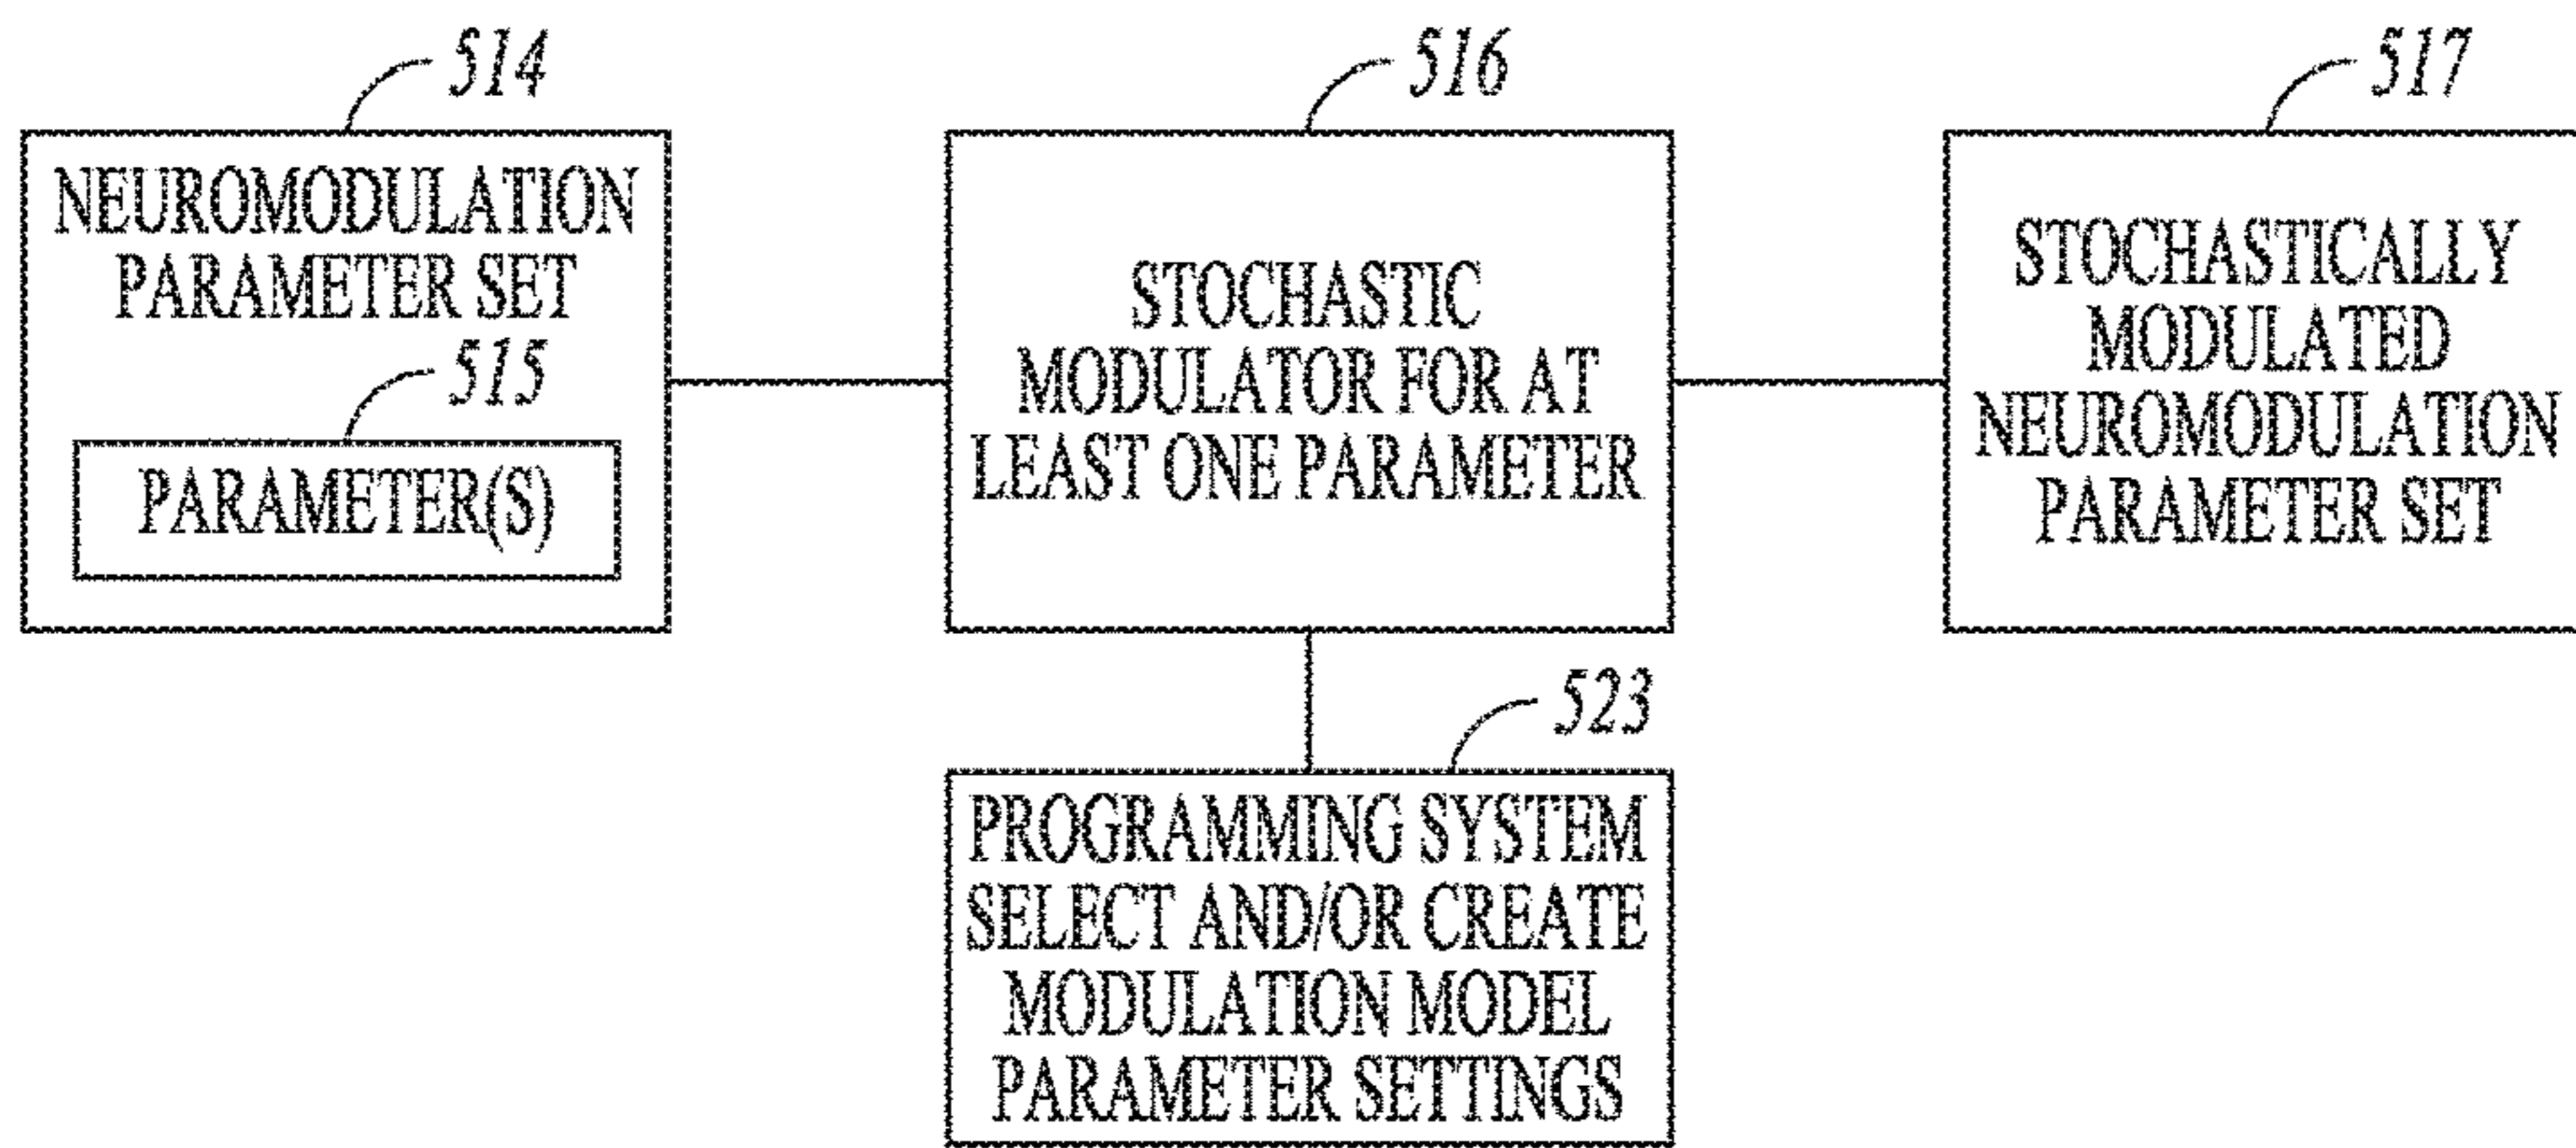 514
NEUROMODULATION
PARAMETER SET
515
PARAMETER(S)
516
STOCHASTIC
MODULATOR FOR AT
LEAST ONE PARAMETER
517
STOCHASTICALLY
MODULATED
NEUROMODULATION
PARAMETER SET
523
PROGRAMMING SYSTEM
SELECT AND/OR CREATE
MODULATION MODEL
PARAMETER SETTINGS